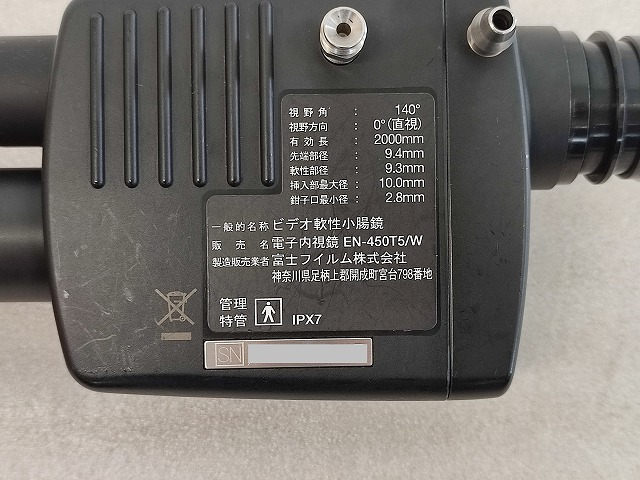 視野角 : 140°
視野方向 : 0°(直視)
有効長 : 2000mm
先端部径 : 9.4mm
軟性部径 : 9.3mm
挿入部最大径 : 10.0mm
鉗子口最小径 : 2.8mm
一般的名称 ビデオ軟性小腸鏡
販売名 電子内視鏡 EN-450T5/W
製造販売業者 富士フイルム株式会社
神奈川県足柄上郡開成町宮台798番地
管理
特管 IPX7
SN